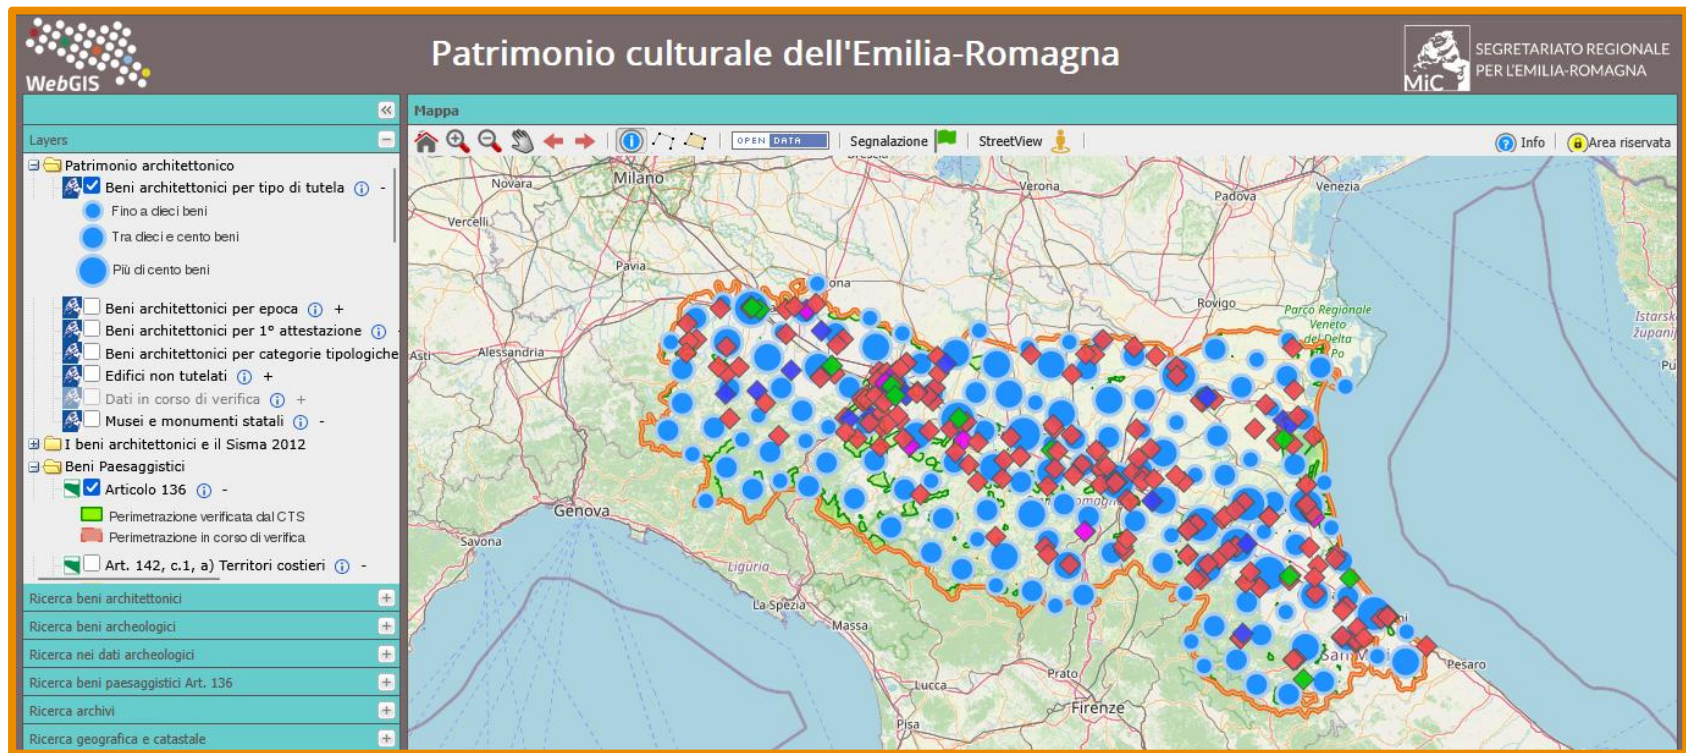 WebGIS
Patrimonio culturale dell'Emilia-Romagna
MiC
SEGRETARIATO REGIONALE
PER L'EMILIA-ROMAGNA
Layers
Patrimonio architettonico
Beni architettonici per tipo di tutela
Fino a dieci beni
Tra dieci e cento beni
Più di cento beni
Beni architettonici per epoca
Beni architettonici per 1° attestazione
Beni architettonici per categorie tipologiche
Edifici non tutelati
Dati in corso di verifica
Musei e monumenti statali
I beni architettonici e il Sisma 2012
Beni Paesaggistici
Articolo 136
Perimetrazione verificata dal CTS
Perimetrazione in corso di verifica
Art. 142, c.1, a) Territori costieri
Ricerca beni architettonici
Ricerca beni archeologici
Ricerca nei dati archeologici
Ricerca beni paesaggistici Art. 136
Ricerca archivi
Ricerca geografica e catastale
Mappa
OPEN DATA
Segnalazione
StreetView
Info
Area riservata
Novara
Milano
Verona
Padova
Venezia
Vercelli
Pavia
ona
Rovigo
Parco Regionale
Veneto
del Delta
Po
Istarsk
županij
Asti
Alessandria
Pu
Genova
Savona
Liguria
La Spezia
Massa
San M
ni
Pesaro
Prato
Lucca
Firenze
Pisa